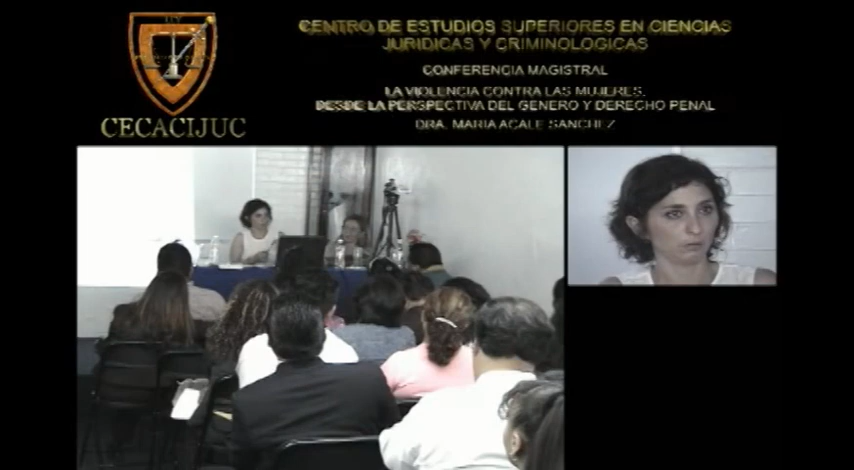 CECACIJUC
CENTRO DE ESTUDIOS SUPERIORES EN CIENCIAS
JURIDICAS Y CRIMINOLOGICAS
CONFERENCIA MAGISTRAL
LA VIOLENCIA CONTRA LAS MUJERES.
DESDE LA PERSPECTIVA DEL GENERO Y DERECHO PENAL
DRA. MARIA ACALE SANCHEZ